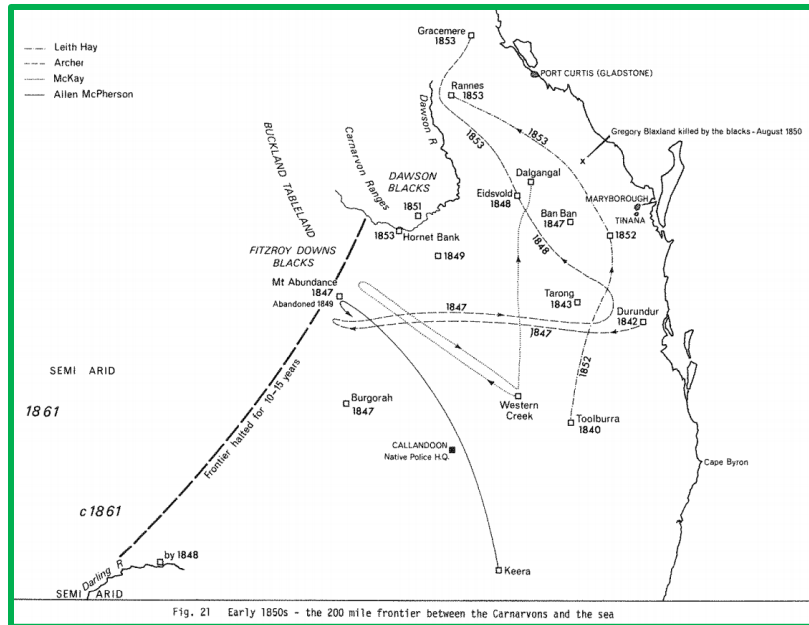 Leith Hay
Archer
McKay
Allen McPherson
Gracemere
1853
PORT CURTIS (GLADSTONE)
Rannes
1853
Dawson R
1853
1853
Gregory Blaxland killed by the blacks - August 1850
x
BUCKLAND TABLELAND
Carnarvon Ranges
DAWSON
BLACKS
1851
Dalgangal
Eidsvold
1848
MARYBOROUGH
TINANA
Ban Ban
1847
1853
Hornet Bank
1852
1848
FITZROY DOWNS
BLACKS
1849
Mt Abundance
1847
Abandoned 1849
Tarong
1843
1847
1847
Durundur
1842
1852
SEMI ARID
1861
Frontier halted for 10-15 years
Burgorah
1847
Western
Creek
Toolburra
1840
CALLANDOON
Native Police H.Q.
Cape Byron
c1861
by 1848
Darling R
SEMI ARID
Keera
Fig. 21 Early 1850s - the 200 mile frontier between the Carnarvons and the sea